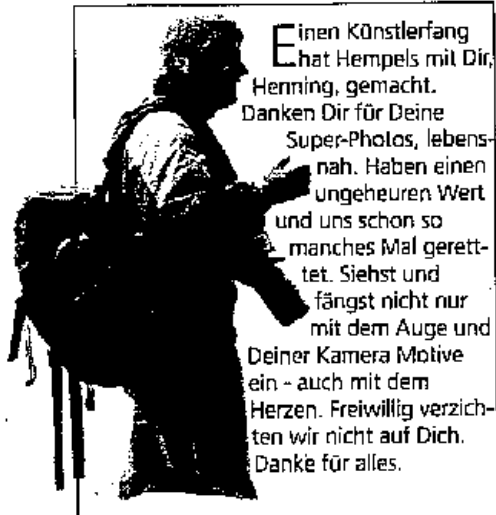 Einen Künstlerfang
hat Hempels mit Dir,
Henning, gemacht.
Danken Dir für Deine
Super-Photos, lebens-
nah. Haben einen
ungeheuren Wert
und uns schon so
manches Mal gerett-
tet. Siehst und
fängst nicht nur
mit dem Auge und
Deiner Kamera Motive
ein - auch mit dem
Herzen. Freiwillig verzich-
ten wir nicht auf Dich.
Danke für alles.